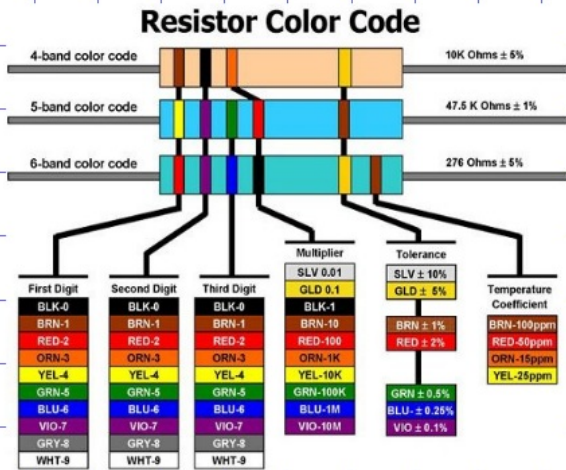 Resistor Color Code
4-band color code
10K Ohms ± 5%
5-band color code
47.5 K Ohms ± 1%
6-band color code
276 Ohms ± 5%
First Digit
BLK-0
BRN-1
RED-2
ORN-3
YEL-4
GRN-5
BLU-6
VIO-7
GRY-8
WHT-9
Second Digit
BLK-0
BRN-1
RED-2
ORN-3
YEL-4
GRN-5
BLU-6
VIO-7
GRY-8
WHT-9
Third Digit
BLK-0
BRN-1
RED-2
ORN-3
YEL-4
GRN-5
BLU-6
VIO-7
GRY-8
WHT-9
Multiplier
SLV 0.01
GLD 0.1
BLK-1
BRN-10
RED-100
ORN-1K
YEL-10K
GRN-100K
BLU-1M
VIO-10M
Tolerance
SLV ± 10%
GLD ± 5%
BRN ± 1%
RED ± 2%
GRN ± 0.5%
BLU- ± 0.25%
VIO ± 0.1%
Temperature
Coefficient
BRN-100ppm
RED-50ppm
ORN-15ppm
YEL-25ppm